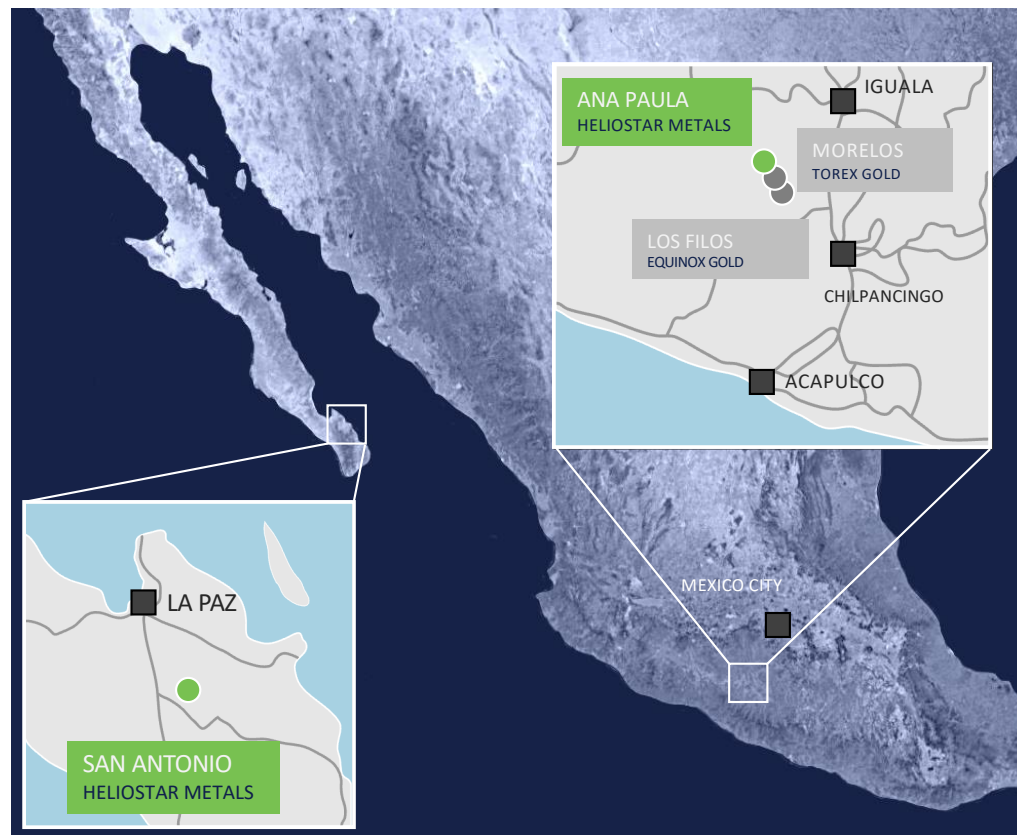 ANA PAULA
HELIOSTAR METALS
IGUALA
MORELOS
TOREX GOLD
LOS FILOS
EQUINOX GOLD
CHILPANCINGO
ACAPULCO
MEXICO CITY
LA PAZ
SAN ANTONIO
HELIOSTAR METALS